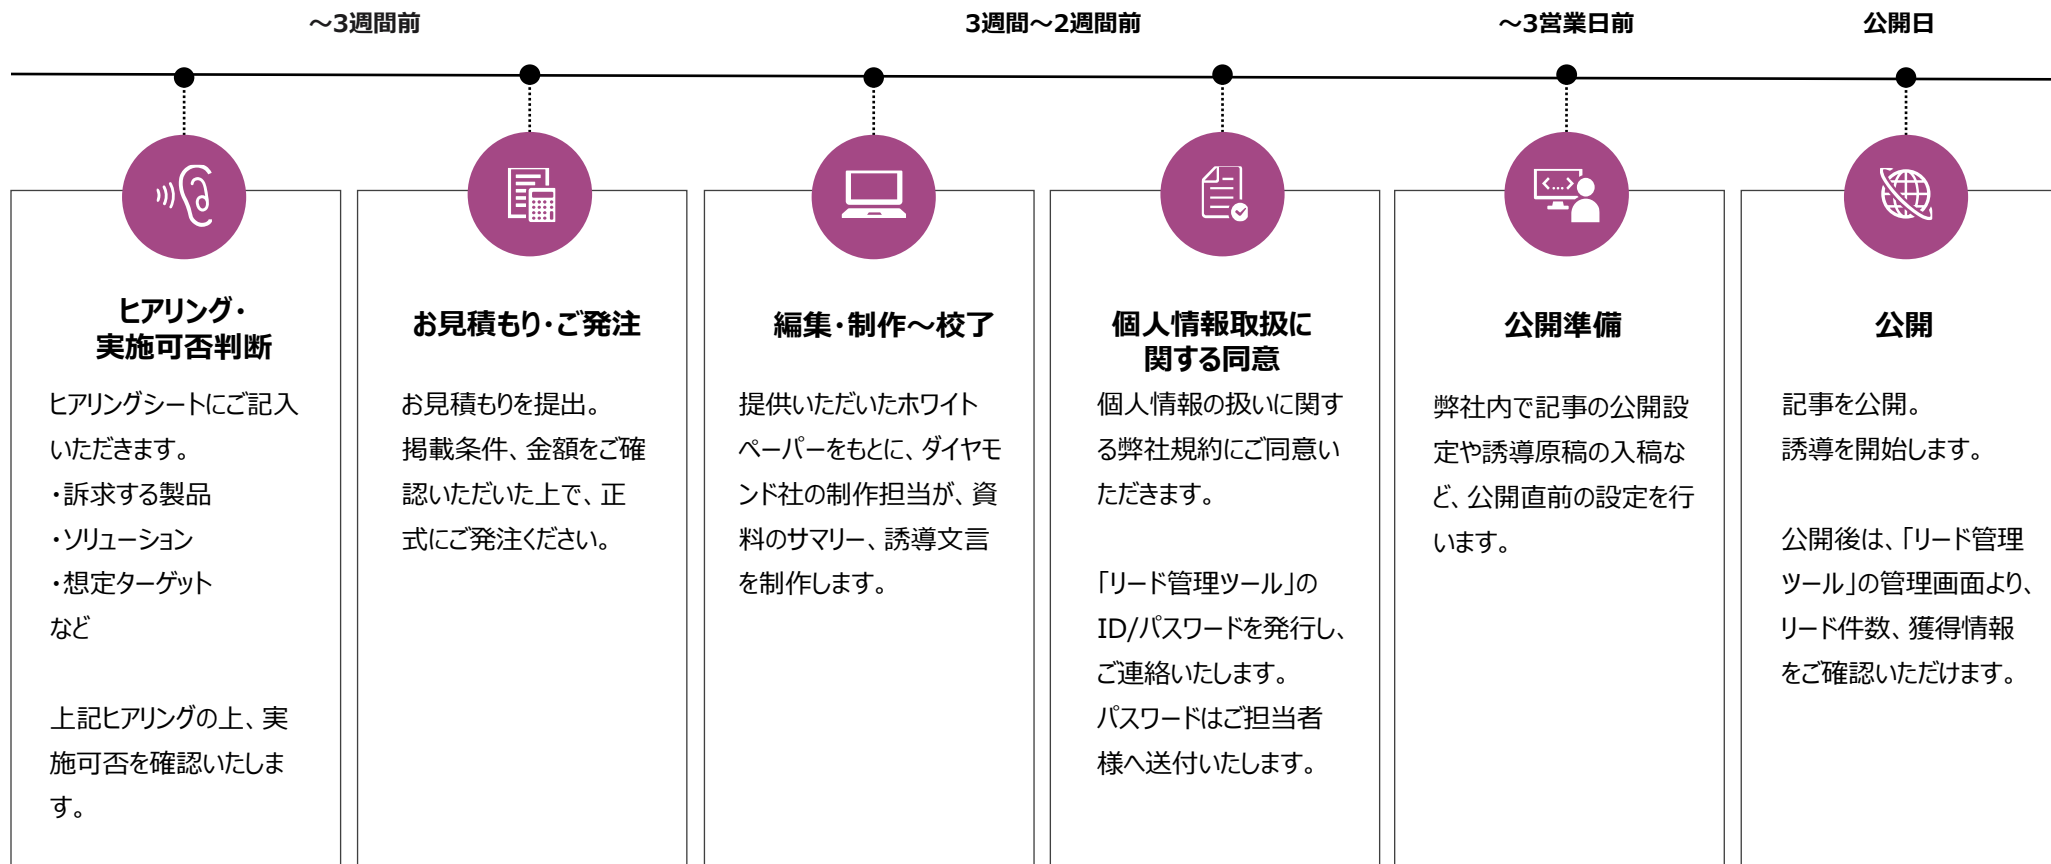 ～3週間前
3週間～2週間前
～3営業日前
公開日
ヒアリング・
実施可否判断
ヒアリングシートにご記入
いただきます。
・訴求する製品
・ソリューション
・想定ターゲット
など
上記ヒアリングの上、実
施可否を確認いたしま
す。
お見積もり・ご発注
お見積もりを提出。
掲載条件、金額をご確
認いただいた上で、正
式にご発注ください。
編集・制作～校了
提供いただいたホワイト
ペーパーをもとに、ダイヤモ
ンド社の制作担当が、資
料のサマリー、誘導文言
を制作します。
個人情報取扱に
関する同意
個人情報の扱いに関す
る弊社規約にご同意い
ただきます。
「リード管理ツール」の
ID/パスワードを発行し、
ご連絡いたします。
パスワードはご担当者
様へ送付いたします。
公開準備
弊社内で記事の公開設
定や誘導原稿の入稿な
ど、公開直前の設定を行
います。
公開
記事を公開。
誘導を開始します。
公開後は、「リード管理
ツール」の管理画面より、
リード件数、獲得情報
をご確認いただけます。